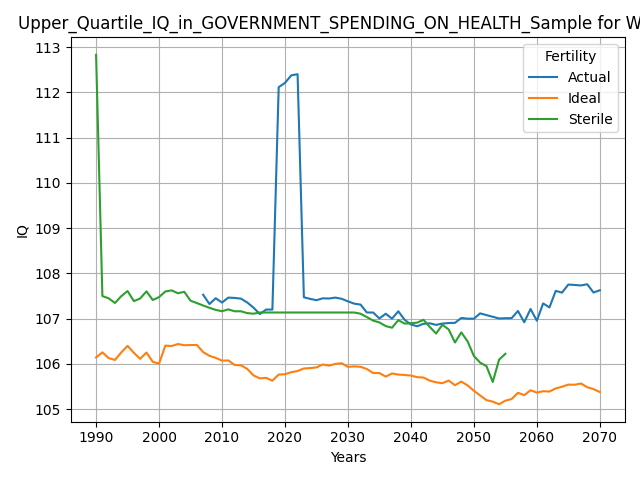 Upper_Quartile_IQ_in_GOVERNMENT_SPENDING_ON_HEALTH_Sample for W
113
112
111
110
109
108
107
106
105
IQ
Fertility
Actual
Ideal
Sterile
1990 2000 2010 2020 2030 2040 2050 2060 2070
Years